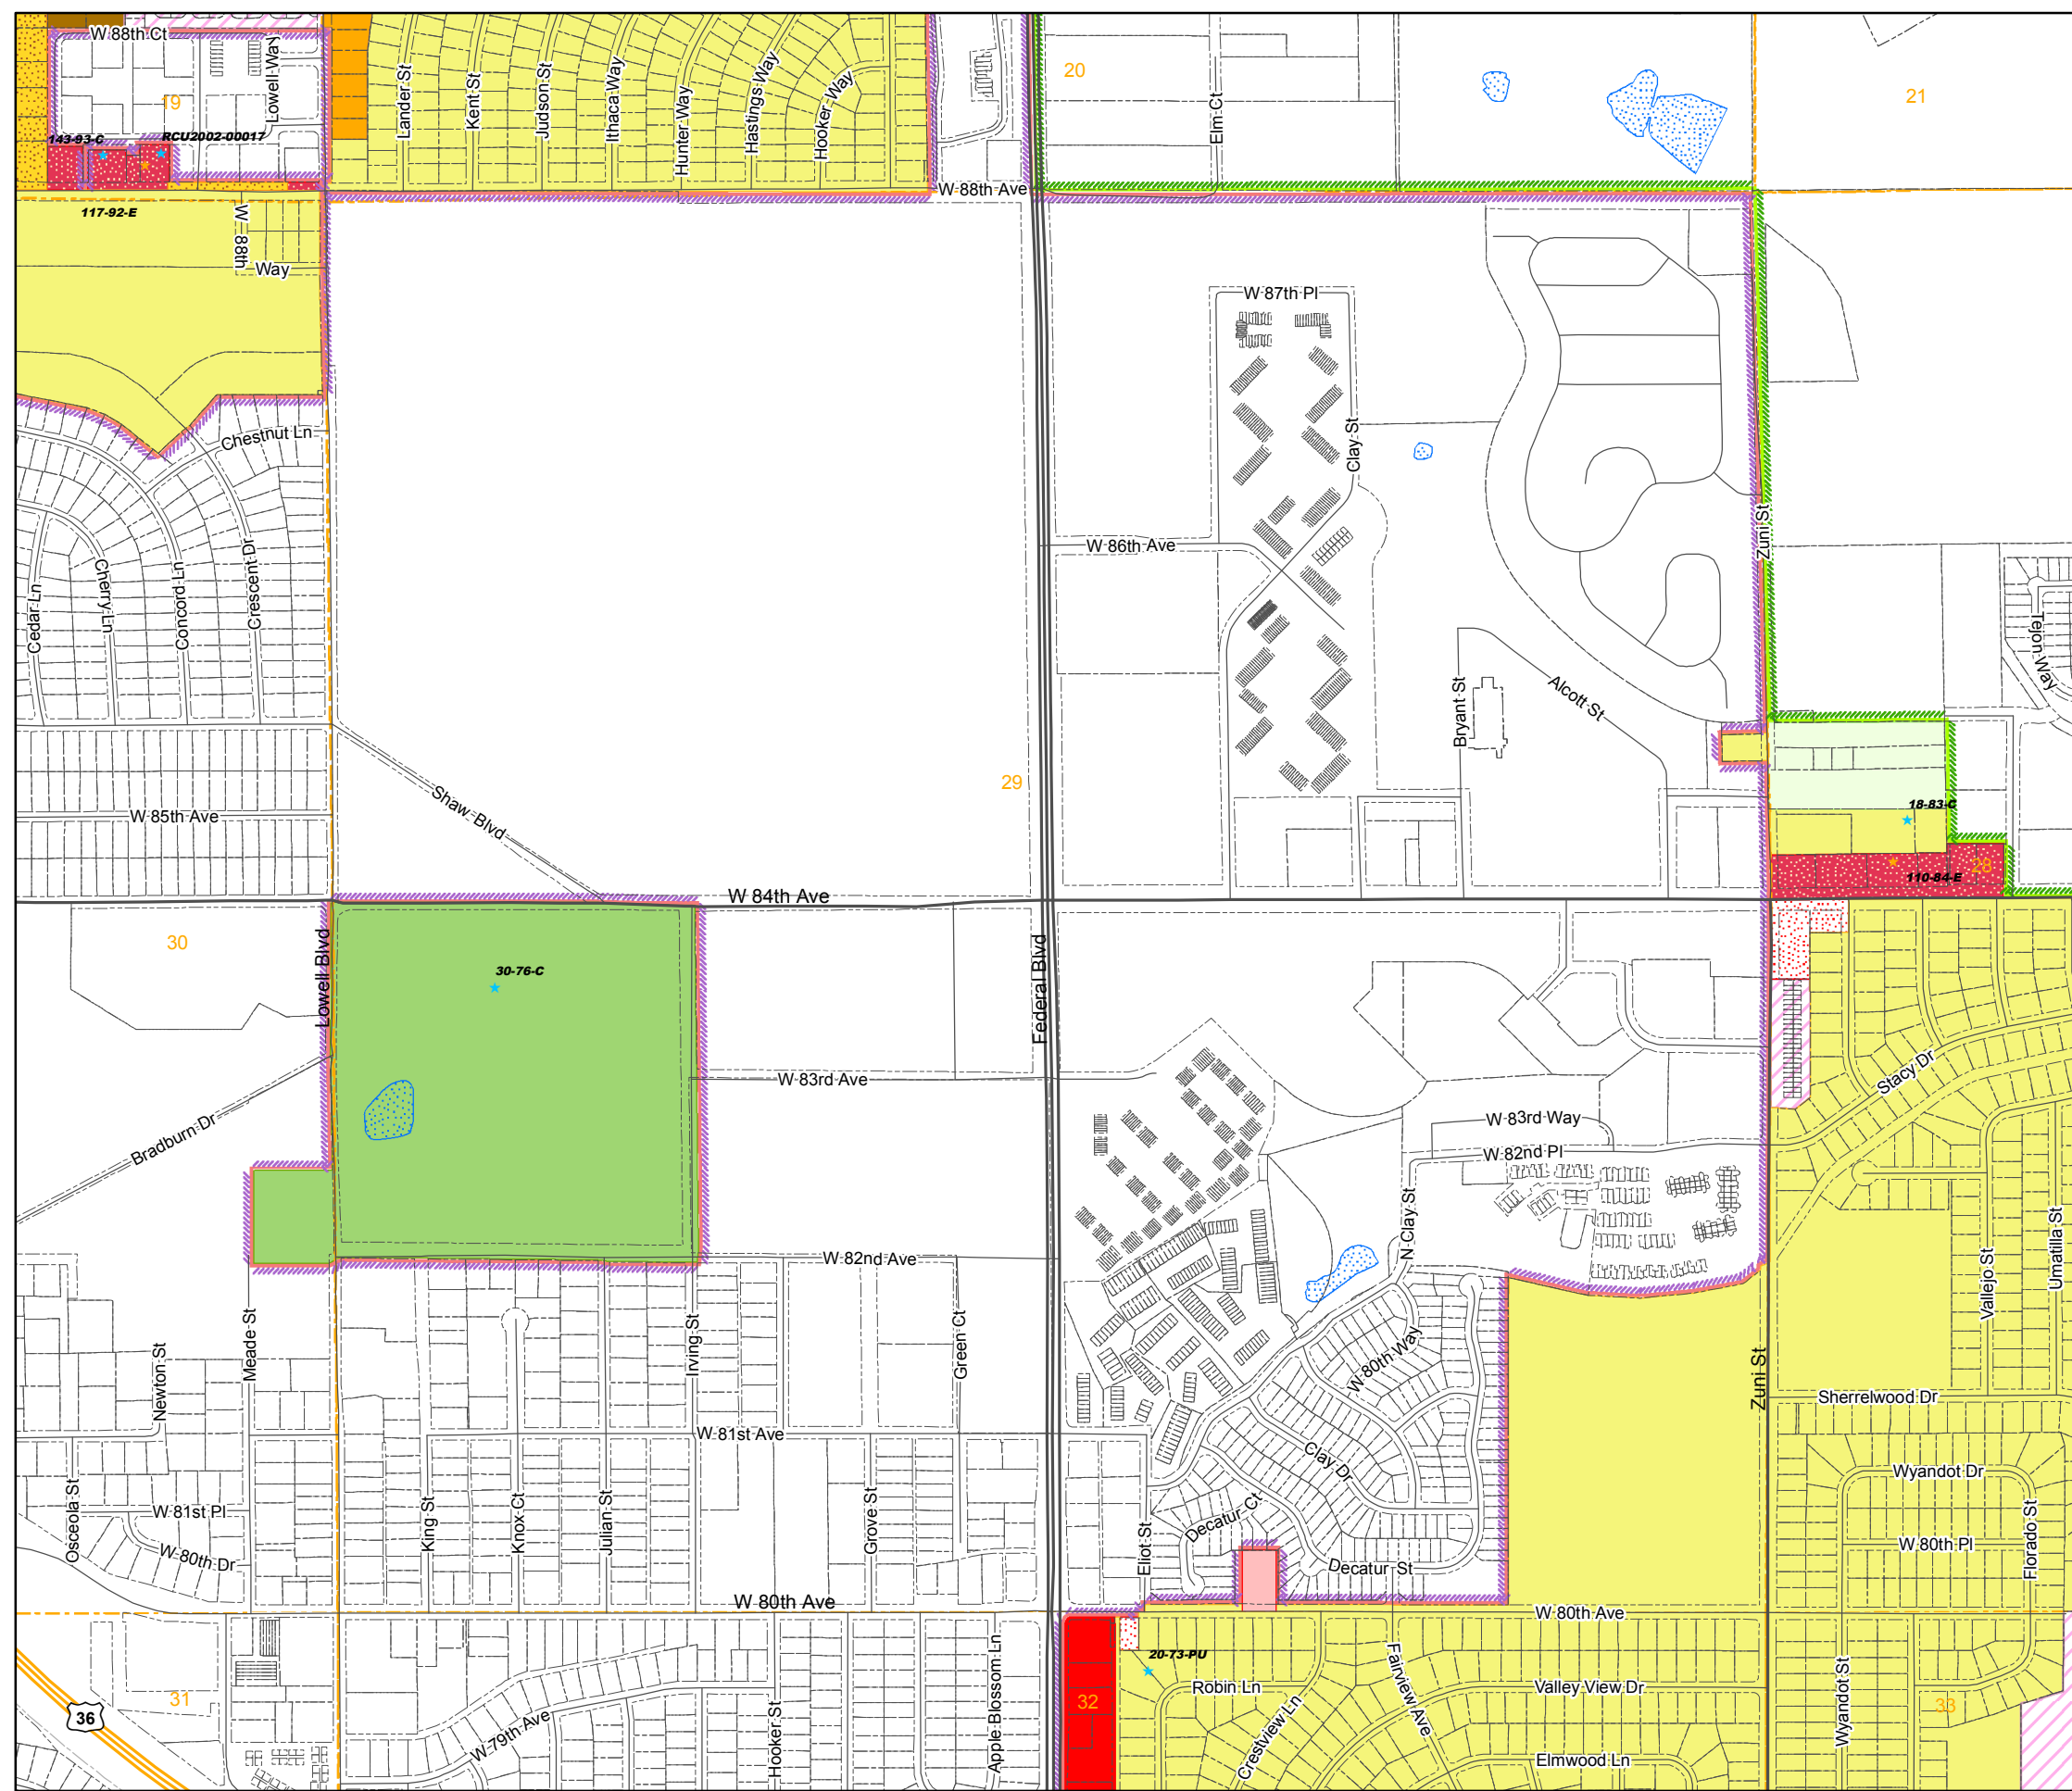 W 88th Ct
Lowell Way
19
143-93-C
RCU2002-00017
117-92-E
W 88th
Way
Lander St
Kent St
Judson St
Ithaca Way
Hunter Way
Hastings Way
Hooker Way
W 88th Ave
20
Elm Ct
21
W 87th Pl
Clay St
Chestnut Ln
Cedar Ln
Cherry Ln
Concord Ln
Crescent Dr
W 86th Ave
Zuni St
Tejon Way
Bryant St
Alcott St
29
Shaw Blvd
W 85th Ave
18-83-C
28
110-84-E
W 84th Ave
30
Lowell Blvd
30-76-C
Federal Blvd
Bradburn Dr
W 83rd Ave
W 83rd Way
W 82nd Pl
Stacy Dr
N Clay St
W 82nd Ave
Vallejo St
Umatilla St
Newton St
Mead St
Irving St
Green Ct
W 80th Way
Zuni St
Sherrelwood Dr
W 81st Ave
Clay Dr
Wyandot Dr
Osceola St
W 81st Pl
W 80th Dr
King St
Knox Ct
Julian St
Grove St
Eliot St
Decatur Ct
Decatur St
W 80th Pl
Florado St
W 80th Ave
W 80th Ave
31
36
W 79th Ave
Hooker St
Apple Blossom Ln
32
20-73-PU
Robin Ln
Crestview Ln
Fairview Ave
Valley View Dr
Elmwood Ln
Wyandot St
33